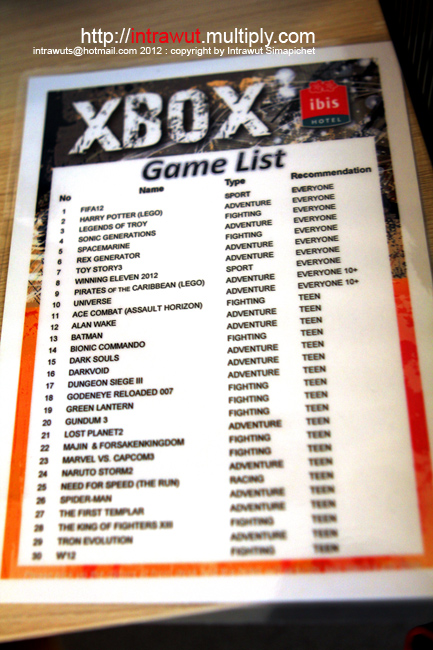 http://intrawut.multiply.com
intrawuts@hotmail.com 2012 : copyright by Intrawut Simapichet
XBOX
ibis
HOTEL
Game List
No Name Type Recommendation
1 FIFA12 SPORT EVERYONE
2 HARRY POTTER (LEGO) ADVENTURE EVERYONE
3 LEGENDS OF TROY FIGHTING EVERYONE
4 SONIC GENERATIONS ADVENTURE EVERYONE
5 SPACEMARINE FIGHTING EVERYONE
6 REX GENERATOR ADVENTURE EVERYONE
7 TOY STORY3 ADVENTURE EVERYONE
8 WINNING ELEVEN 2012 SPORT EVERYONE
9 PIRATES OF THE CARIBBEAN (LEGO) ADVENTURE EVERYONE 10+
10 UNIVERSE ADVENTURE EVERYONE 10+
11 ACE COMBAT (ASSAULT HORIZON) FIGHTING TEEN
12 ALAN WAKE ADVENTURE TEEN
13 BATMAN ADVENTURE TEEN
14 BIONIC COMMANDO FIGHTING TEEN
15 DARK SOULS ADVENTURE TEEN
16 DARKVOID ADVENTURE TEEN
17 DUNGEON SIEGE III ADVENTURE TEEN
18 GODENEYE RELOADED 007 FIGHTING TEEN
19 GREEN LANTERN FIGHTING TEEN
20 GUNDUM 3 FIGHTING TEEN
21 LOST PLANET2 ADVENTURE TEEN
22 MAJIN & FORSAKENKINGDOM FIGHTING TEEN
23 MARVEL VS. CAPCOM3 FIGHTING TEEN
24 NARUTO STORM2 ADVENTURE TEEN
25 NEED FOR SPEED (THE RUN) RACING TEEN
26 SPIDER-MAN ADVENTURE TEEN
27 THE FIRST TEMPLAR ADVENTURE TEEN
28 THE KING OF FIGHTERS XIII FIGHTING TEEN
29 TRON EVOLUTION ADVENTURE TEEN
30 W'12 FIGHTING TEEN